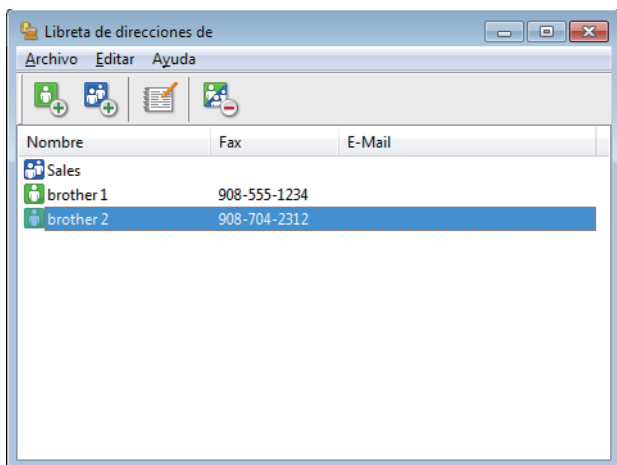 Libreta de direcciones de
Archivo Editar Ayuda
Nombre Fax E-Mail
Sales
brother 1 908-555-1234
brother 2 908-704-2312